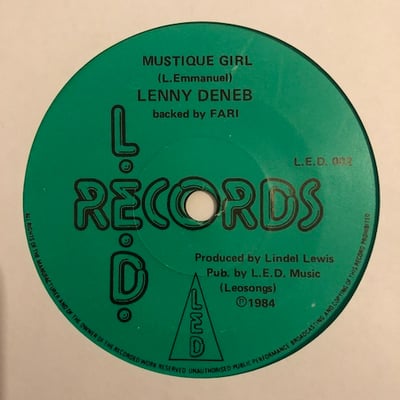 MUSTIQUE GIRL
(L.Emmanuel)
LENNY DENEB
backed by FARI
L.E.D. 002
L.E.D.
RECORDS
Produced by Lindel Lewis
Pub. by L.E.D. Music
(Leosongs)
℗1984
LED
ALL RIGHTS OF THE MANUFACTURER AND OF THE OWNER OF THE RECORDED WORK RESERVED UNAUTHORISED PUBLIC PERFORMANCE BROADCASTING AND COPYING OF THIS RECORD PROHIBITED